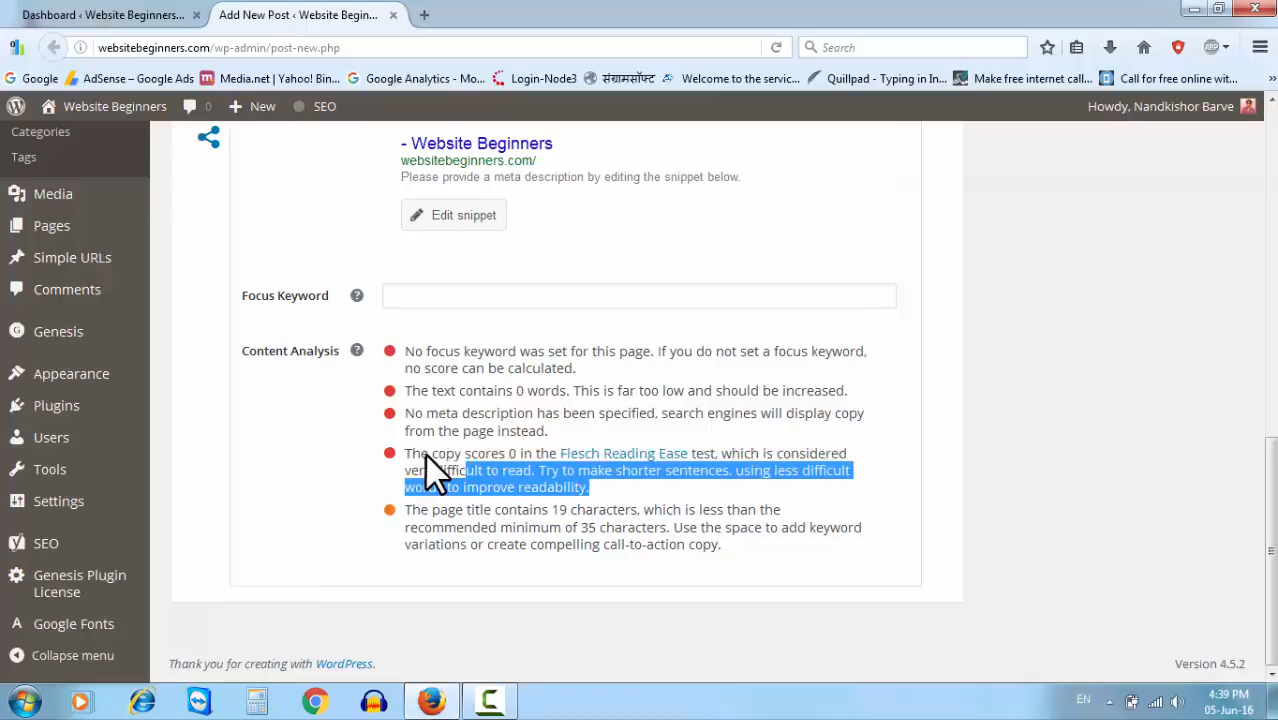 Dashboard ‹ Website Beginners...
Add New Post ‹ Website Begin...
websitebeginners.com/wp-admin/post-new.php
Search
Google
AdSense – Google Ads
Media.net | Yahoo! Bin...
Google Analytics - Mo...
Login-Node3
संग्रामसॉफ्ट
Welcome to the servic...
Quillpad - Typing in In...
Make free internet call...
Call for free online wit...
Website Beginners
0
New
SEO
Howdy, Nandkishor Barve
Categories
Tags
Media
Pages
Simple URLs
Comments
Genesis
Appearance
Plugins
Users
Tools
Settings
SEO
Genesis Plugin
License
Google Fonts
Collapse menu
- Website Beginners
websitebeginners.com/
Please provide a meta description by editing the snippet below.
Edit snippet
Focus Keyword
Content Analysis
No focus keyword was set for this page. If you do not set a focus keyword,
no score can be calculated.
The text contains 0 words. This is far too low and should be increased.
No meta description has been specified, search engines will display copy
from the page instead.
The copy scores 0 in the Flesch Reading Ease test, which is considered
very difficult to read. Try to make shorter sentences, using less difficult
words to improve readability.
The page title contains 19 characters, which is less than the
recommended minimum of 35 characters. Use the space to add keyword
variations or create compelling call-to-action copy.
Thank you for creating with WordPress.
Version 4.5.2
EN
4:39 PM
05-Jun-16